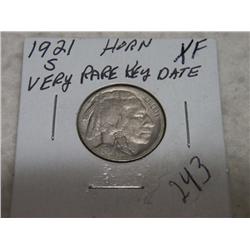 1921 HORN XF
S
VERY RARE KEY DATE
243